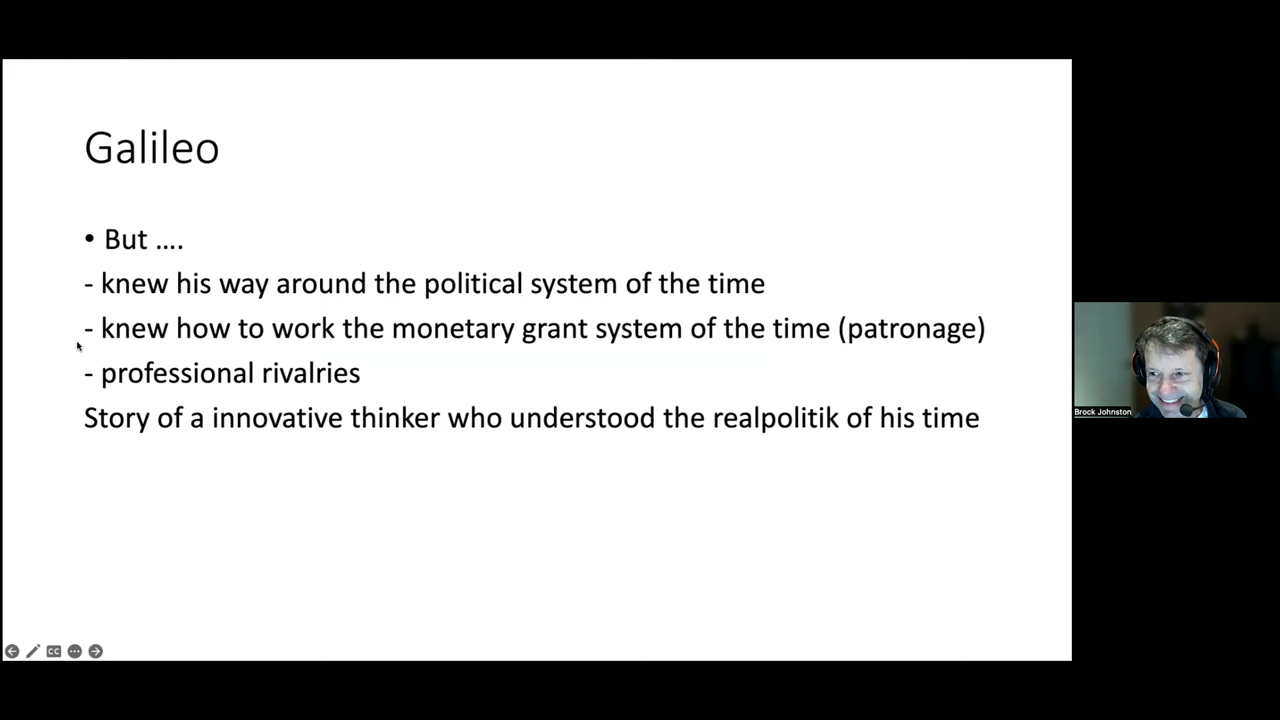 Galileo
• But ....
- knew his way around the political system of the time
- knew how to work the monetary grant system of the time (patronage)
- professional rivalries
Story of a innovative thinker who understood the realpolitik of his time
Brock Johnston
CC